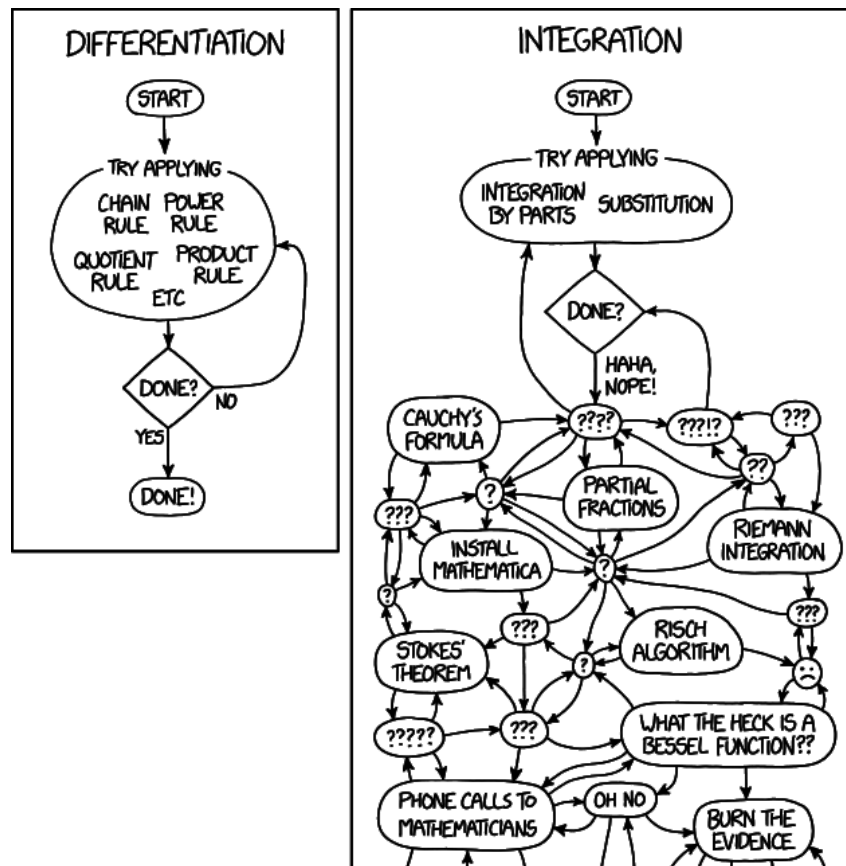 DIFFERENTIATION
START
TRY APPLYING
CHAIN
RULE
POWER
RULE
QUOTIENT
RULE
PRODUCT
RULE
ETC
DONE?
NO
YES
DONE!
INTEGRATION
START
TRY APPLYING
INTEGRATION
BY PARTS
SUBSTITUTION
DONE?
HAHA,
NOPE!
CAUCHY'S
FORMULA
????
???!?
???
??
?
PARTIAL
FRACTIONS
???
INSTALL
MATHEMATICA
?
RIEMANN
INTEGRATION
?
???
???
STOKES'
THEOREM
?
RISCH
ALGORITHM
?????
???
WHAT THE HECK IS A
BESSEL FUNCTION??
PHONE CALLS TO
MATHEMATICIANS
OH NO
BURN THE
EVIDENCE